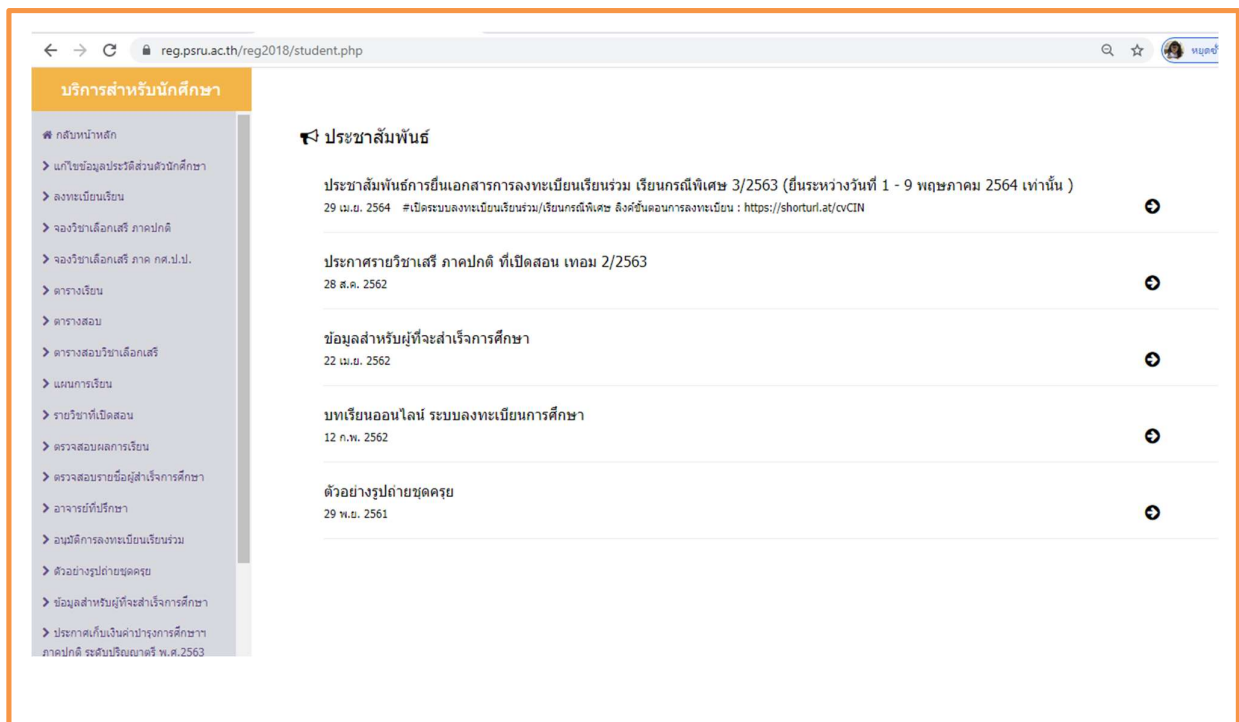 reg.psru.ac.th/reg2018/student.php
หมุดชั่
บริการสำหรับนักศึกษา
กลับหน้าหลัก
แก้ไขข้อมูลประวัติส่วนตัวนักศึกษา
ลงทะเบียนเรียน
จองวิชาเลือกเสรี ภาคปกติ
จองวิชาเลือกเสรี ภาค กศ.ป.ป.
ตารางเรียน
ตารางสอบ
ตารางสอบวิชาเลือกเสรี
แผนการเรียน
รายวิชาที่เปิดสอน
ตรวจสอบผลการเรียน
ตรวจสอบรายชื่อผู้สำเร็จการศึกษา
อาจารย์ที่ปรึกษา
อนุมัติการลงทะเบียนเรียนร่วม
ตัวอย่างรูปถ่ายชุดครุย
ข้อมูลสำหรับผู้ที่จะสำเร็จการศึกษา
ประกาศเก็บเงินค่าบำรุงการศึกษาฯ
ภาคปกติ ระดับปริญญาตรี พ.ศ.2563
ประชาสัมพันธ์
ประชาสัมพันธ์การยื่นเอกสารการลงทะเบียนเรียนร่วม เรียนกรณีพิเศษ 3/2563 (ยื่นระหว่างวันที่ 1 - 9 พฤษภาคม 2564 เท่านั้น )
29 เม.ย. 2564 #เปิดระบบลงทะเบียนเรียนร่วม/เรียนกรณีพิเศษ ลิงค์ขั้นตอนการลงทะเบียน : https://shorturl.at/cvCIN
ประกาศรายวิชาเสรี ภาคปกติ ที่เปิดสอน เทอม 2/2563
28 ส.ค. 2562
ข้อมูลสำหรับผู้ที่จะสำเร็จการศึกษา
22 เม.ย. 2562
บทเรียนออนไลน์ ระบบลงทะเบียนการศึกษา
12 ก.พ. 2562
ตัวอย่างรูปถ่ายชุดครุย
29 พ.ย. 2561